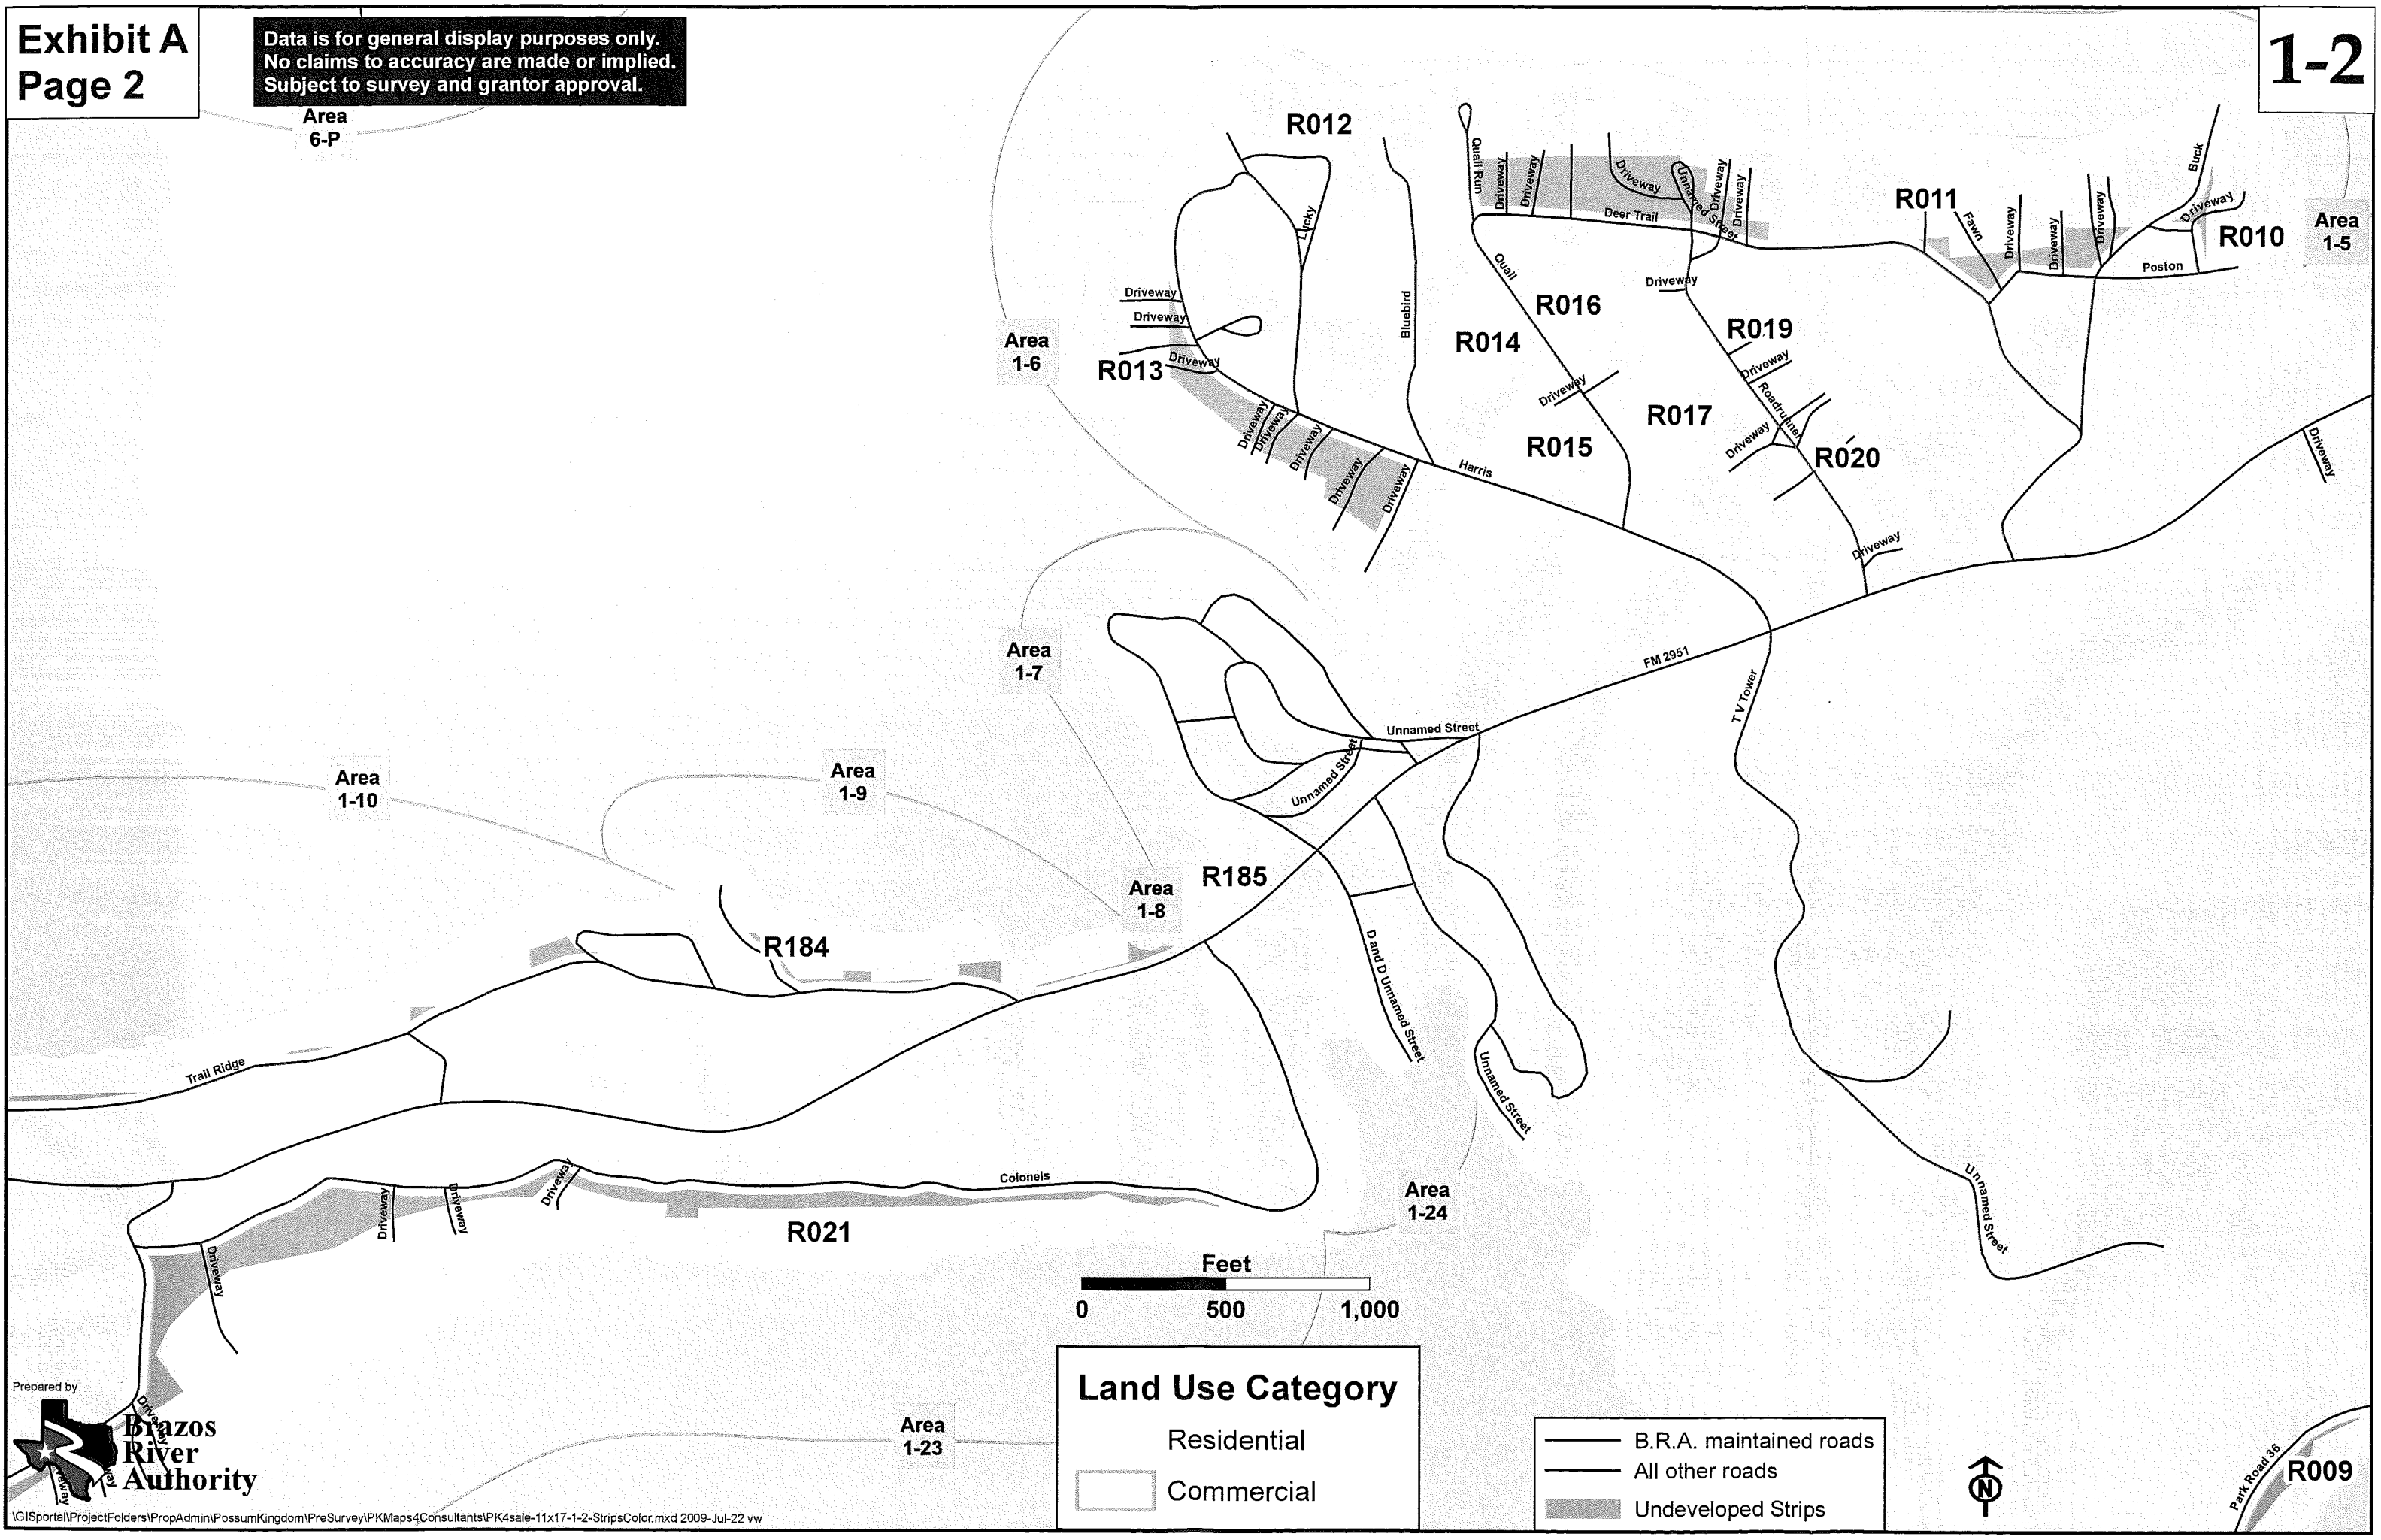 Exhibit A
Page 2
Data is for general display purposes only.
No claims to accuracy are made or implied.
Subject to survey and grantor approval.
1-2
Area
6-P
R012
Quail Run
Driveway
Driveway
Driveway
Unnamed Street
Driveway
Driveway
Deer Trail
R011
Fawn
Driveway
Driveway
Driveway
Buck
Driveway
R010
Area
1-5
Poston
Lucky
Bluebird
Quail
Driveway
R016
R014
R019
Driveway
Driveway
Driveway
Driveway
R013
Area
1-6
Driveway
Driveway
Roadrunner
R017
R015
Driveway
R020
Driveway
Driveway
Driveway
Driveway
Driveway
Driveway
Harris
Driveway
Area
1-7
FM 2951
TV Tower
Unnamed Street
Unnamed Street
Area
1-10
Area
1-9
R185
Area
1-8
R184
D and D Unnamed Street
Unnamed Street
Trail Ridge
Colonels
Driveway
Driveway
Driveway
Driveway
R021
Area
1-24
Unnamed Street
Feet
0 500 1,000
Land Use Category
Residential
Commercial
B.R.A. maintained roads
All other roads
Undeveloped Strips
N
Park Road 36
R009
Area
1-23
Prepared by
Driveway
Brazos
River
Authority
way
way
\GISportal\ProjectFolders\PropAdmin\PossumKingdom\PreSurvey\PKMaps4Consultants\PK4sale-11x17-1-2-StripsColor.mxd 2009-Jul-22 vw